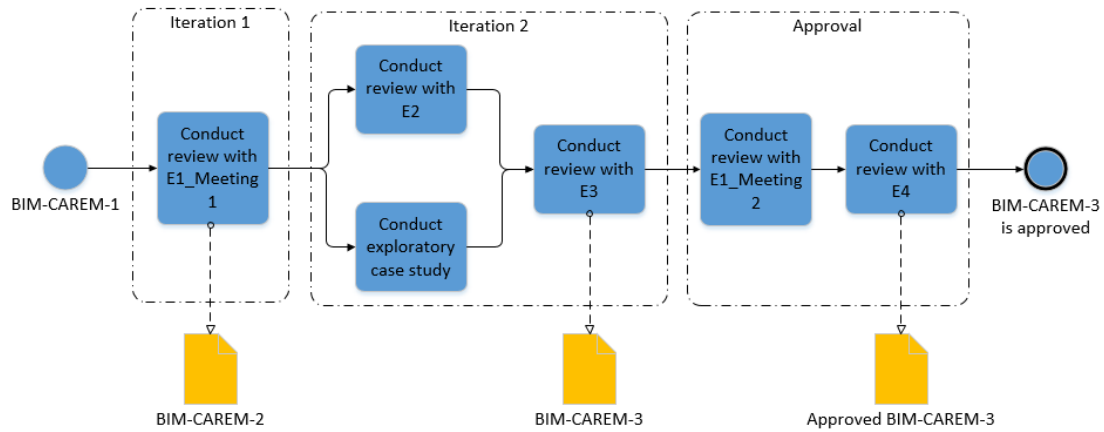 Iteration 1
Iteration 2
Approval
BIM-CAREM-1
Conduct
review with
E1_Meeting
1
Conduct
review with
E2
Conduct
exploratory
case study
Conduct
review with
E3
Conduct
review with
E1_Meeting
2
Conduct
review with
E4
BIM-CAREM-3
is approved
BIM-CAREM-2
BIM-CAREM-3
Approved BIM-CAREM-3